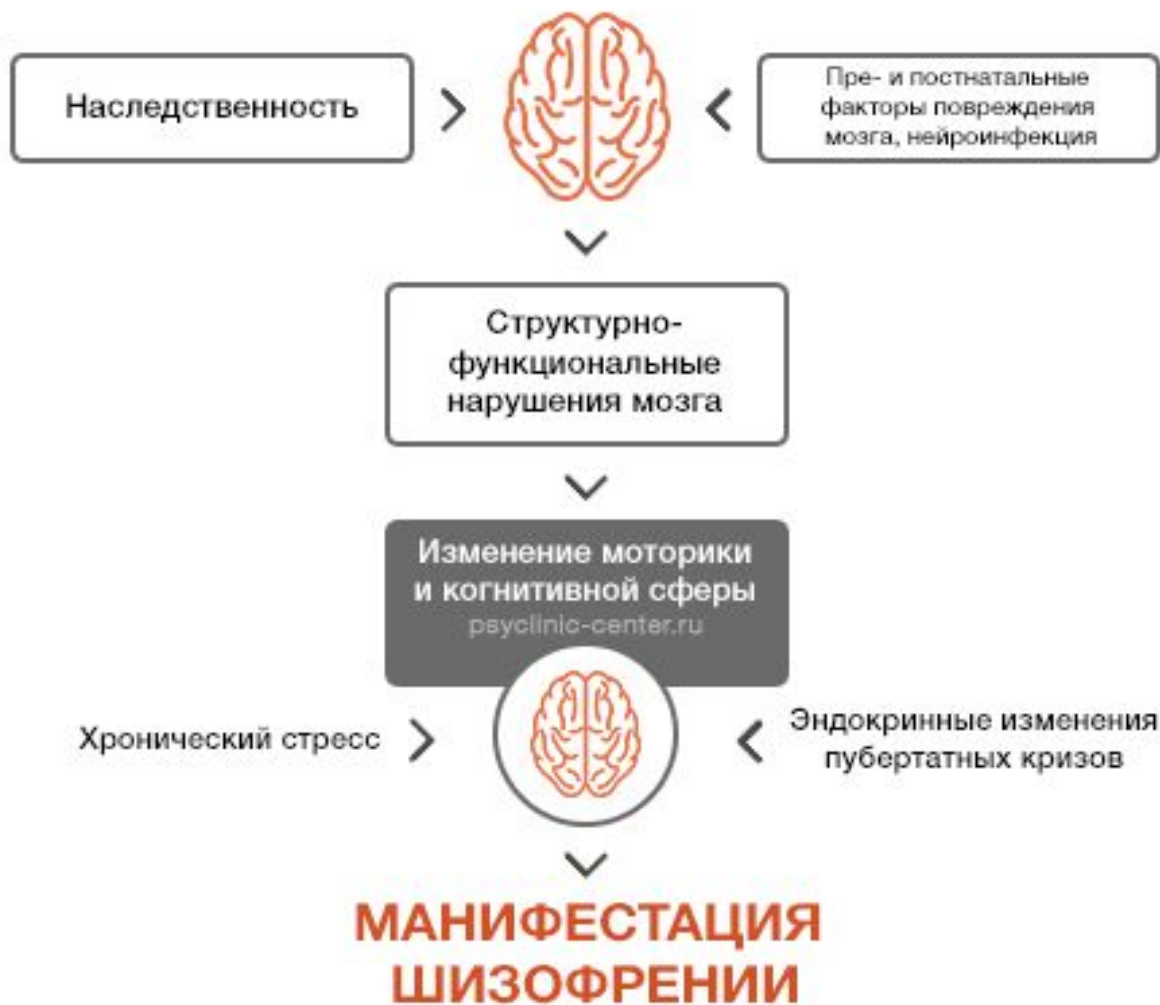 Наследственность
Пре- и постнатальные
факторы повреждения
мозга, нейроинфекция
Структурно-
функциональные
нарушения мозга
Изменение моторики
и когнитивной сферы
psyclinic-center.ru
Хронический стресс
Эндокринные изменения
пубертатных кризов
МАНИФЕСТАЦИЯ
ШИЗОФРЕНИИ